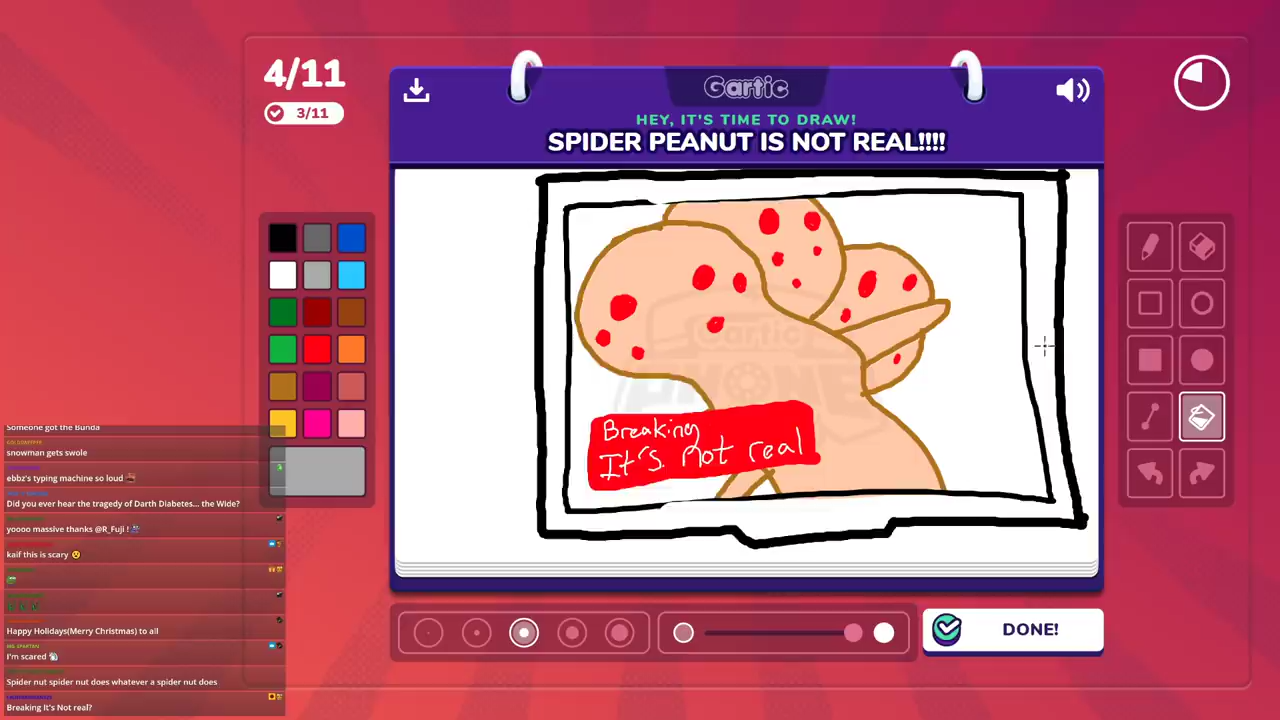 4/11
3/11
Gartic
HEY, IT'S TIME TO DRAW!
SPIDER PEANUT IS NOT REAL!!!!
Gartic
PHONE
Breaking
It's not real
Someone got the Bunda
snowman gets swole
ebbz's typing machine so loud
Did you ever hear the tragedy of Darth Diabetes... the Wide?
yoooo massive thanks @R_Fuji !
kaif this is scary
Happy Holidays(Merry Christmas) to all
I'm scared
Spider nut spider nut does whatever a spider nut does
Breaking It's Not real?
DONE!